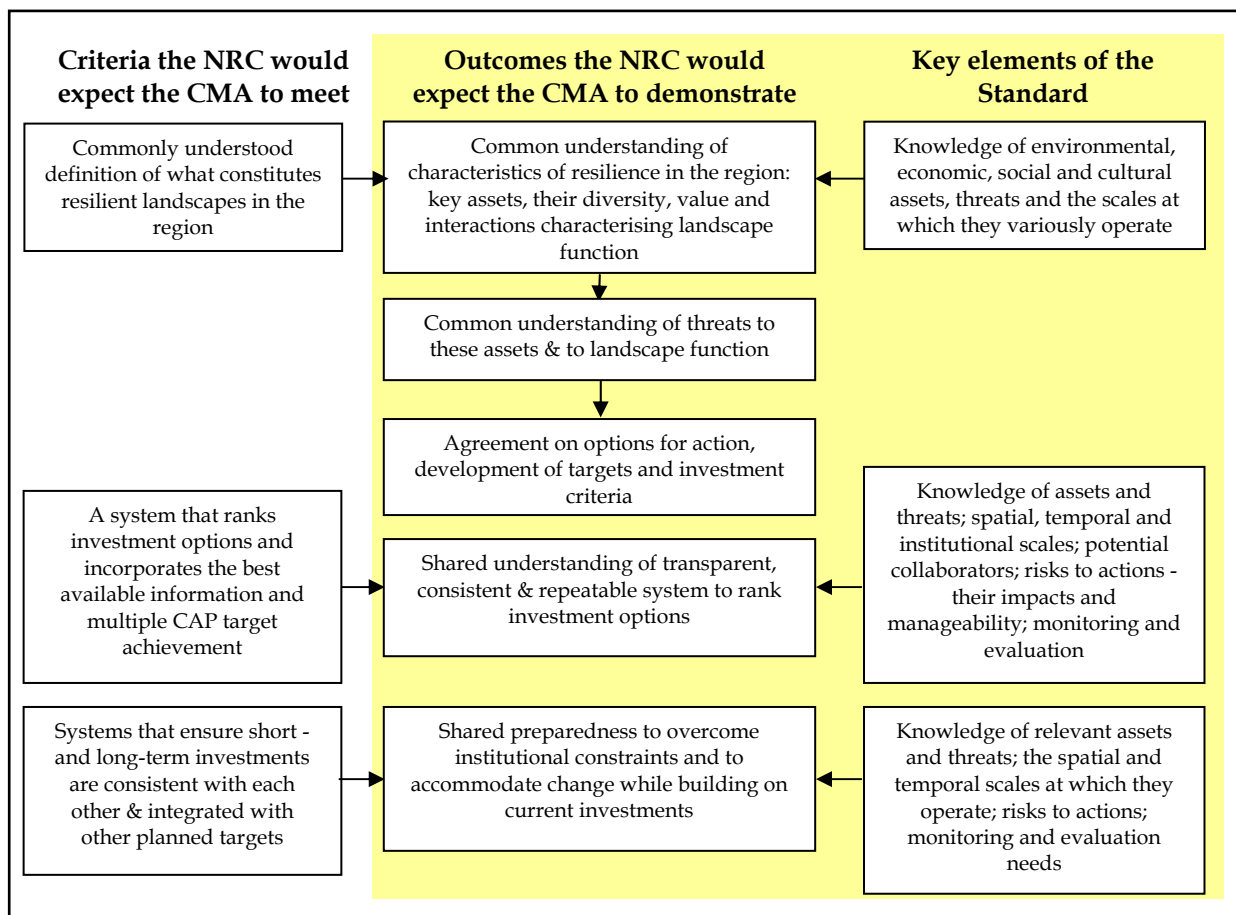 Criteria the NRC would
expect the CMA to meet
Outcomes the NRC would
expect the CMA to demonstrate
Key elements of the
Standard
Commonly understood
definition of what constitutes
resilient landscapes in the
region
Common understanding of
characteristics of resilience in the region:
key assets, their diversity, value and
interactions characterising landscape
function
Knowledge of environmental,
economic, social and cultural
assets, threats and the scales at
which they variously operate
Common understanding of threats to
these assets & to landscape function
Agreement on options for action,
development of targets and investment
criteria
A system that ranks
investment options and
incorporates the best
available information and
multiple CAP target
achievement
Shared understanding of transparent,
consistent & repeatable system to rank
investment options
Knowledge of assets and
threats; spatial, temporal and
institutional scales; potential
collaborators; risks to actions -
their impacts and
manageability; monitoring and
evaluation
Systems that ensure short -
and long-term investments
are consistent with each
other & integrated with
other planned targets
Shared preparedness to overcome
institutional constraints and to
accommodate change while building on
current investments
Knowledge of relevant assets
and threats; the spatial and
temporal scales at which they
operate; risks to actions;
monitoring and evaluation
needs